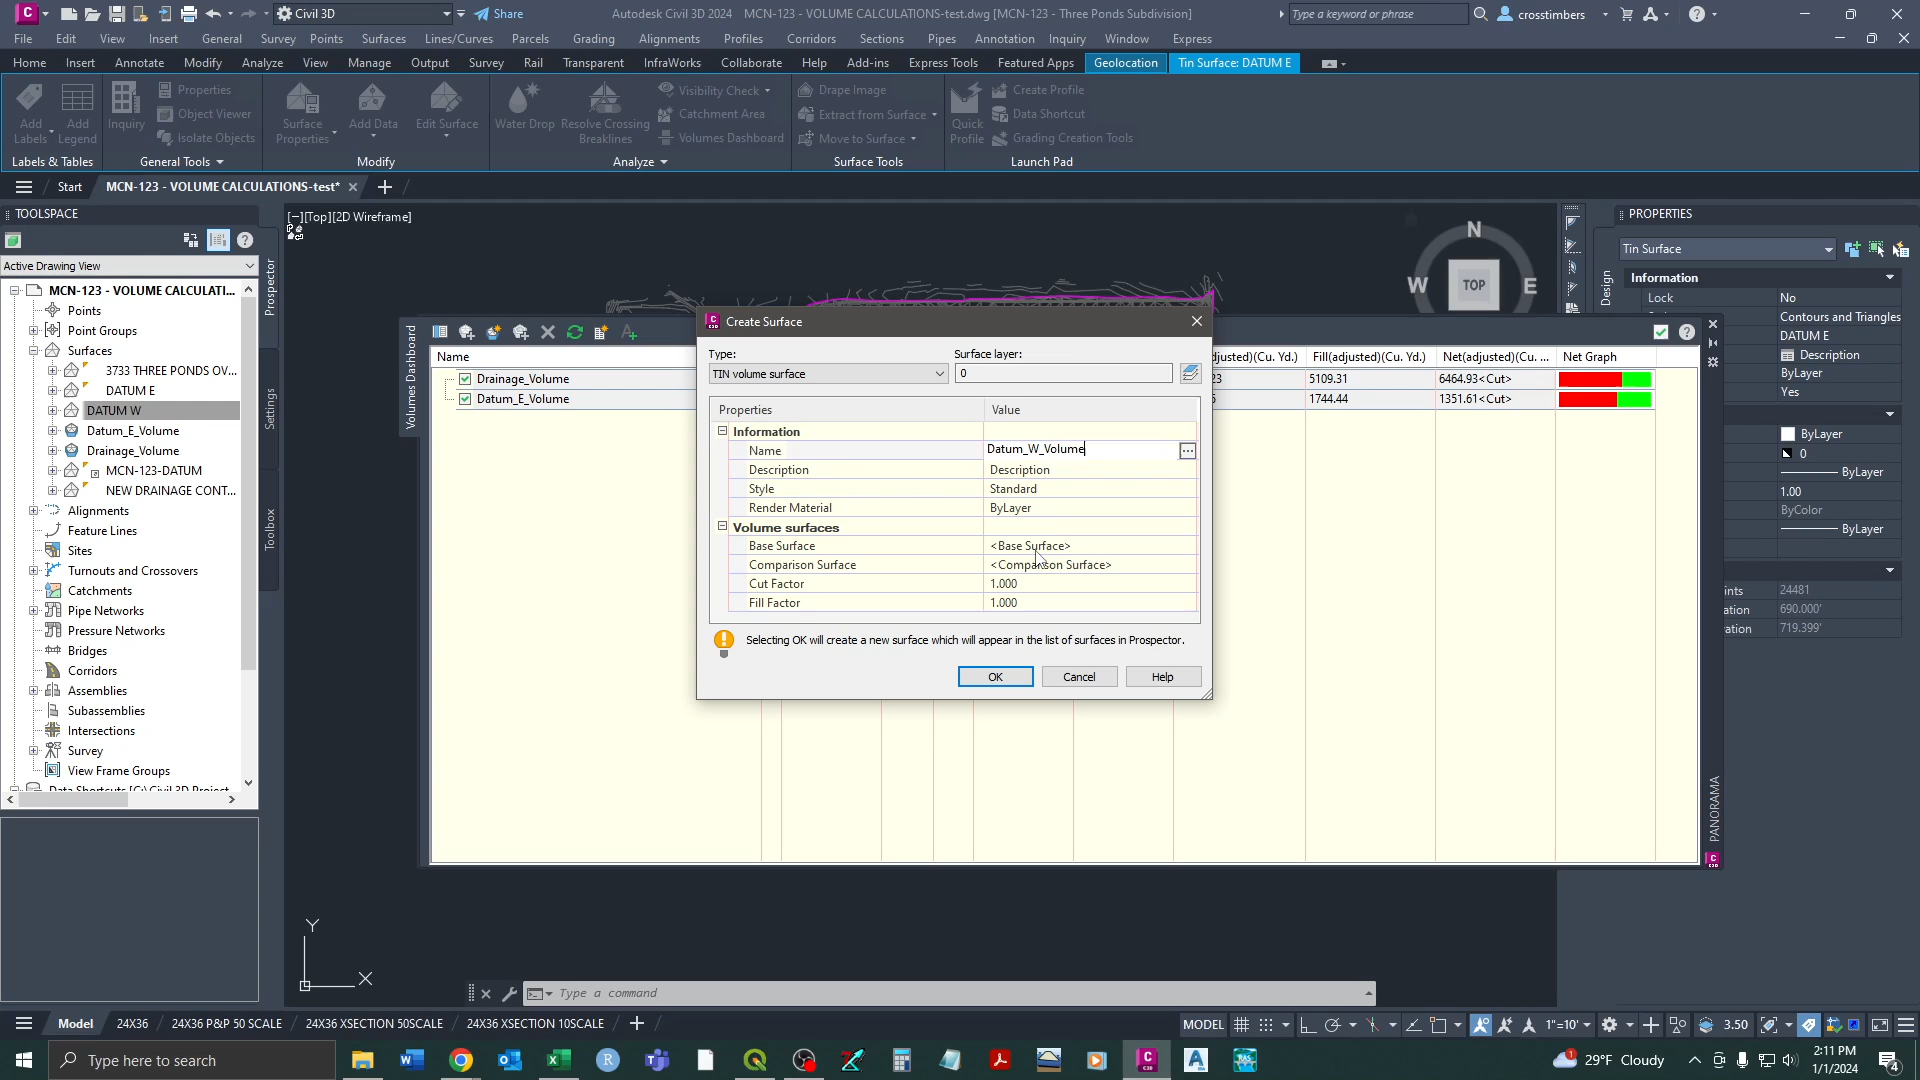 Civil 3D
Share
Autodesk Civil 3D 2024   MCN-123 - VOLUME CALCULATIONS-test.dwg [MCN-123 - Three Ponds Subdivision]
Type a keyword or phrase
crosstimbers
File Edit View Insert General Survey Points Surfaces Lines/Curves Parcels Grading Alignments Profiles Corridors Sections Pipes Annotation Inquiry Window Express
Home Insert Annotate Modify Analyze View Manage Output Survey Rail Transparent InfraWorks Collaborate Help Add-ins Express Tools Featured Apps Geolocation Tin Surface: DATUM E
Add Labels
Add Legend
Inquiry
Properties
Object Viewer
Isolate Objects
Surface Properties
Add Data
Edit Surface
Water Drop
Resolve Crossing Breaklines
Visibility Check
Catchment Area
Volumes Dashboard
Drape Image
Extract from Surface
Move to Surface
Quick Profile
Create Profile
Data Shortcut
Grading Creation Tools
Labels & Tables
General Tools
Modify
Analyze
Surface Tools
Launch Pad
Start
MCN-123 - VOLUME CALCULATIONS-test*
TOOLSPACE
Active Drawing View
MCN-123 - VOLUME CALCULATI...
Points
Point Groups
Surfaces
3733 THREE PONDS OV...
DATUM E
DATUM W
Datum_E_Volume
Drainage_Volume
MCN-123-DATUM
NEW DRAINAGE CONT...
Alignments
Feature Lines
Sites
Turnouts and Crossovers
Catchments
Pipe Networks
Pressure Networks
Bridges
Corridors
Assemblies
Subassemblies
Intersections
Survey
View Frame Groups
Data Shortcuts [C:\Civil 3D Project
Prospector
Settings
Toolbox
[−][Top][2D Wireframe]
N
W TOP E
Volumes Dashboard
Name
djusted)(Cu. Yd.) Fill(adjusted)(Cu. Yd.) Net(adjusted)(Cu. ... Net Graph
Drainage_Volume 23 5109.31 6464.93<Cut>
Datum_E_Volume 5 1744.44 1351.61<Cut>
PANORAMA
Create Surface
Type:
TIN volume surface
Surface layer:
0
Properties Value
Information
Name Datum_W_Volume
Description Description
Style Standard
Render Material ByLayer
Volume surfaces
Base Surface <Base Surface>
Comparison Surface <Comparison Surface>
Cut Factor 1.000
Fill Factor 1.000
Selecting OK will create a new surface which will appear in the list of surfaces in Prospector.
OK Cancel Help
PROPERTIES
Tin Surface
Design
Information
Lock No
Contours and Triangles
DATUM E
Description
ByLayer
Yes
ByLayer
0
ByLayer
1.00
ByColor
ByLayer
ints 24481
ation 690.000'
ration 719.399'
Y
X
Type a command
Model 24X36 24X36 P&P 50 SCALE 24X36 XSECTION 50SCALE 24X36 XSECTION 10SCALE
MODEL
1"=10'
3.50
Type here to search
29°F Cloudy
2:11 PM
1/1/2024